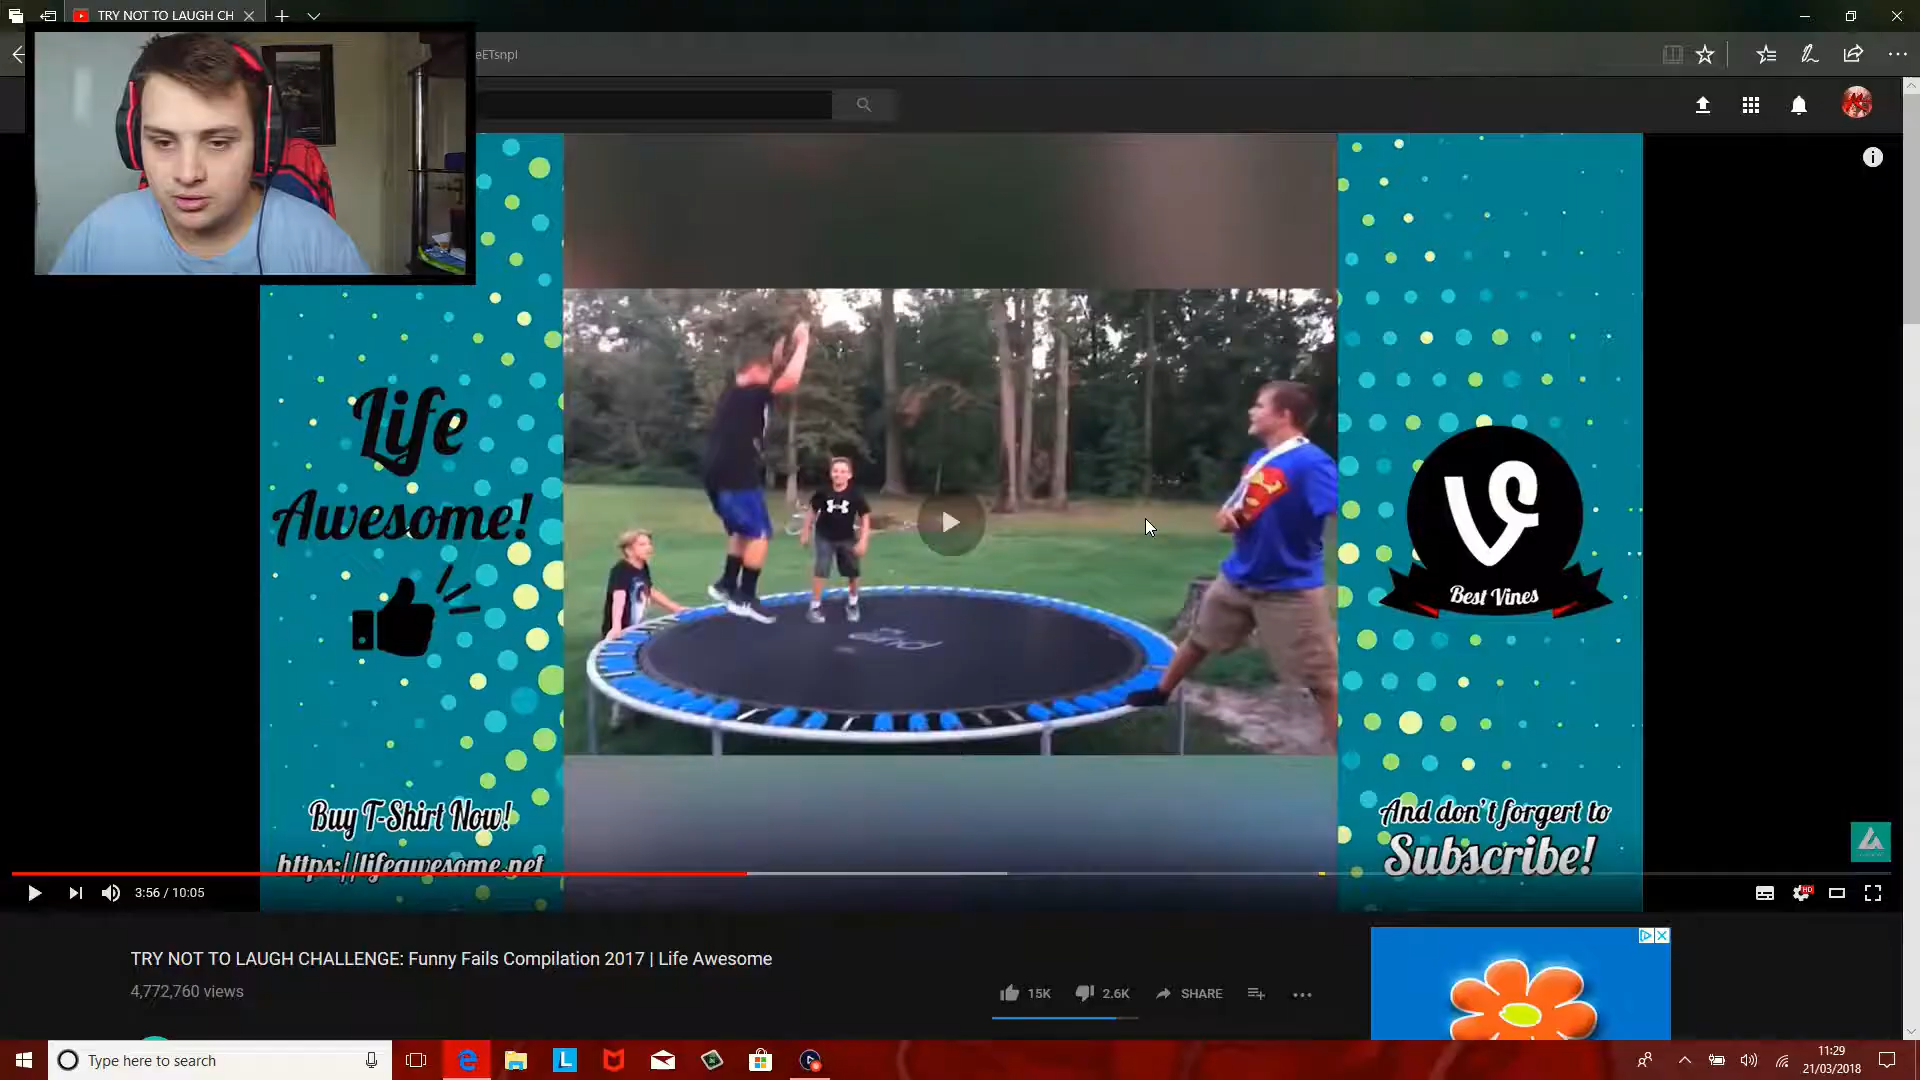 TRY NOT TO LAUGH CH
eETsnpI
Life
Awesome!
Buy T-Shirt Now!
https://lifeawesome.net
Best Vines
And don't forgert to
Subscribe!
3:56 / 10:05
HD
TRY NOT TO LAUGH CHALLENGE: Funny Fails Compilation 2017 | Life Awesome
4,772,760 views
15K
2.6K
SHARE
Type here to search
L
11:29
21/03/2018